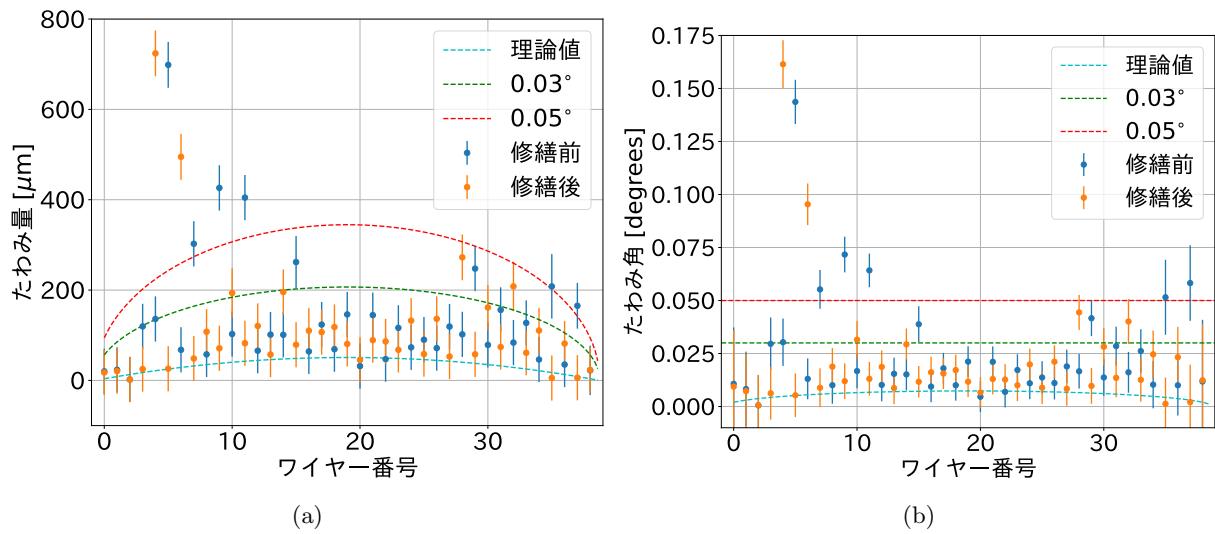 800
600
400
200
0
たわみ量 [μm]
0
10
20
30
ワイヤー番号
理論値
0.03°
0.05°
修繕前
修繕後
(a)
0.175
0.150
0.125
0.100
0.075
0.050
0.025
0.000
たわみ角 [degrees]
0
10
20
30
ワイヤー番号
理論値
0.03°
0.05°
修繕前
修繕後
(b)